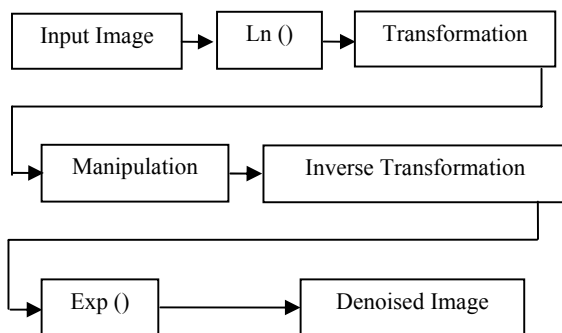 Input Image
Ln ()
Transformation
Manipulation
Inverse Transformation
Exp ()
Denoised Image